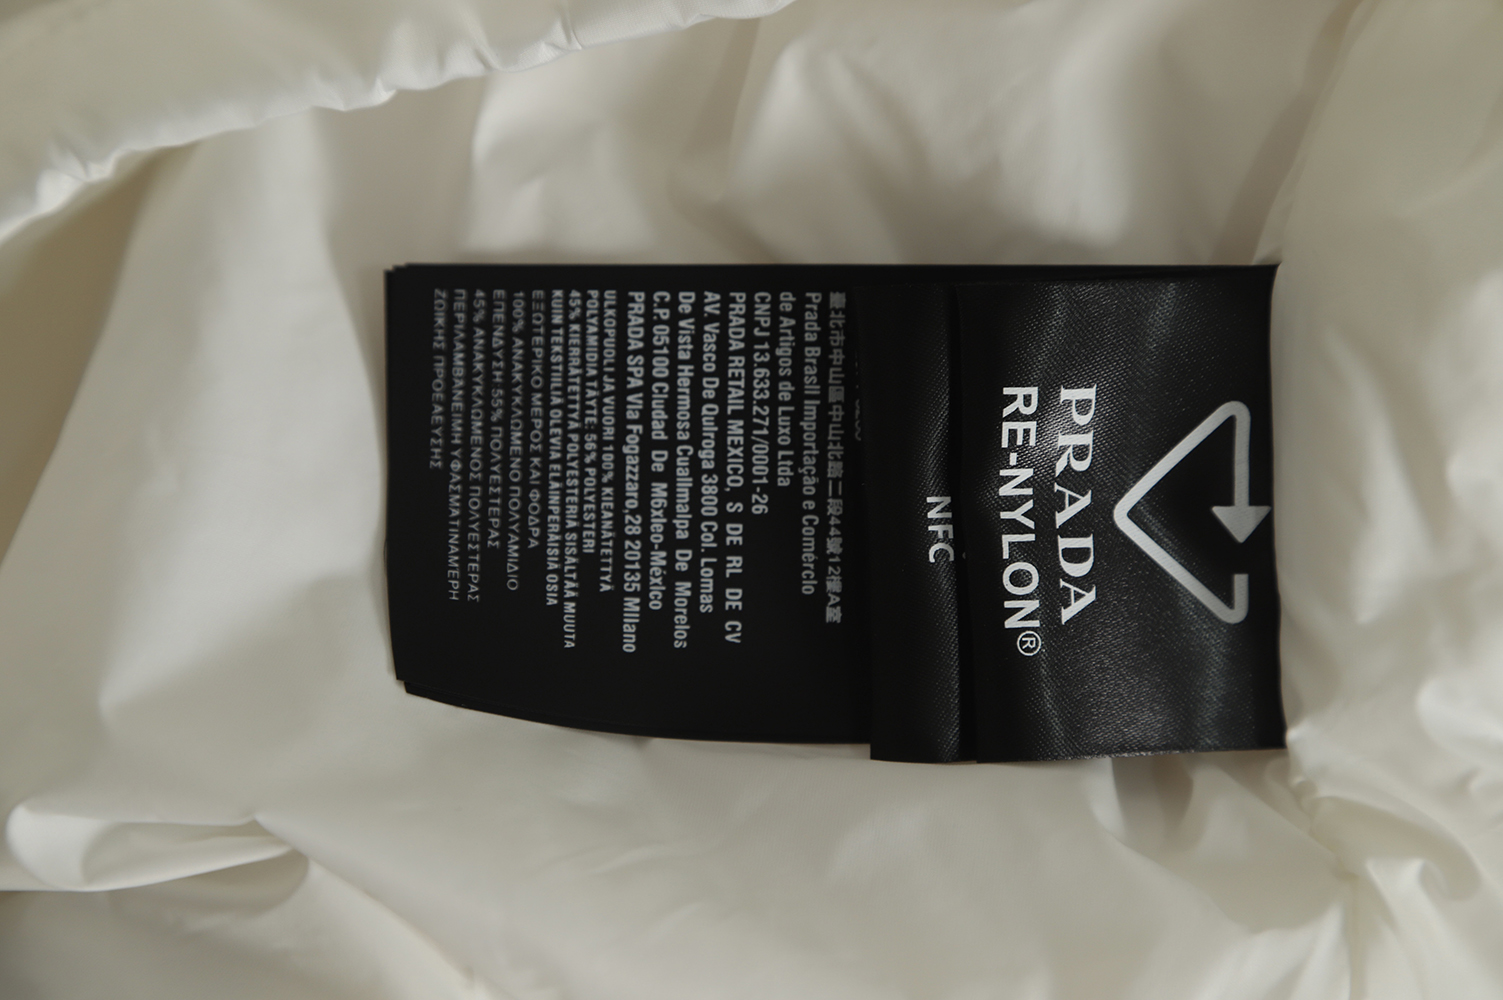 PRADA
RE-NYLON®
NFC
臺北市中山區中山北路二段44號12樓A室
Prada Brasil Importação e Comércio
de Artigos de Luxo Ltda
CNPJ 13.633.271/0001-26
PRADA RETAIL MEXICO, S DE RL DE CV
AV. Vasco De Quiroga 3800 Col. Lomas
De Vista Hermosa Cuajimalpa De Morelos
C.P. 05100 Ciudad De México-México
PRADA SPA Via Fogazzaro, 28 20135 Milano
ULKOPUOLI JA VUORI 100% KIEANÄTETTYÄ
POLYAMIDIA TÄYTE: 56% POLYESTERI
45% KIERRÄTETTYÄ POLYESTERIÄ SISÄLTÄÄ MUUTA
KUIN TEKSTIILIÄ OLEVIA ELÄINPERÄISIÄ OSIA
ΕΞΩΤΕΡΙΚΟ ΜΕΡΟΣ ΚΑΙ ΦΟΔΡΑ
100% ΑΝΑΚΥΚΛΩΜΕΝΟ ΠΟΛΥΑΜΙΔΙΟ
ΕΠΕΝΔΥΣΗ: 55% ΠΟΛΥΕΣΤΕΡΑΣ
45% ΑΝΑΚΥΚΛΩΜΕΝΟΣ ΠΟΛΥΕΣΤΕΡΑΣ
ΠΕΡΙΛΑΜΒΑΝΕΙ ΜΗ ΥΦΑΣΜΑΤΙΝΑ ΜΕΡΗ
ΖΩΙΚΗΣ ΠΡΟΕΛΕΥΣΗΣ